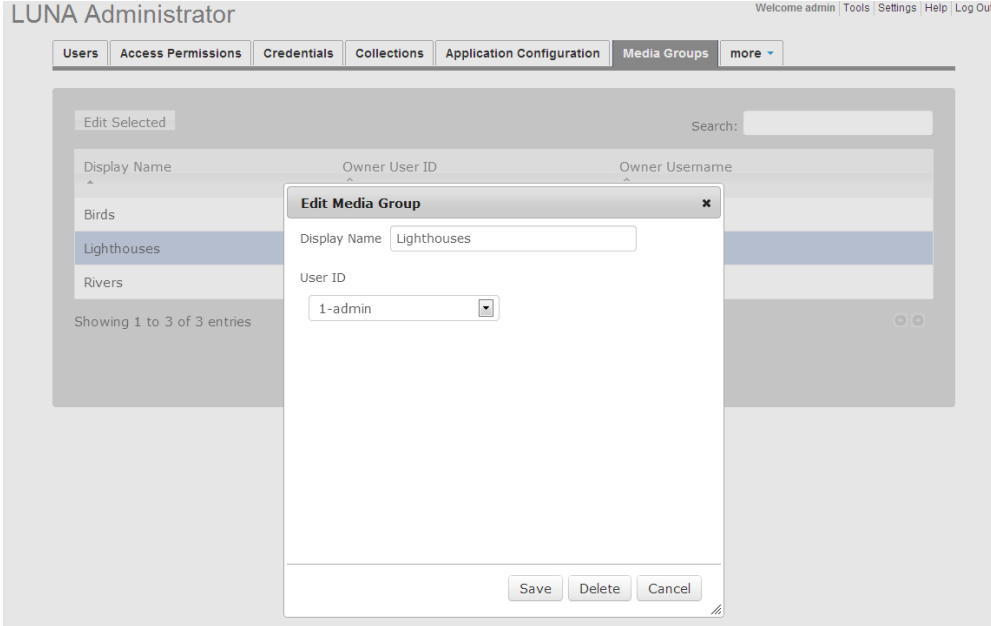 LUNA Administrator
Welcome admin Tools Settings Help Log Out
Users Access Permissions Credentials Collections Application Configuration Media Groups more
Edit Selected
Search:
Display Name Owner User ID Owner Username
Birds
Lighthouses
Rivers
Showing 1 to 3 of 3 entries
Edit Media Group
Display Name Lighthouses
User ID
1-admin
Save Delete Cancel